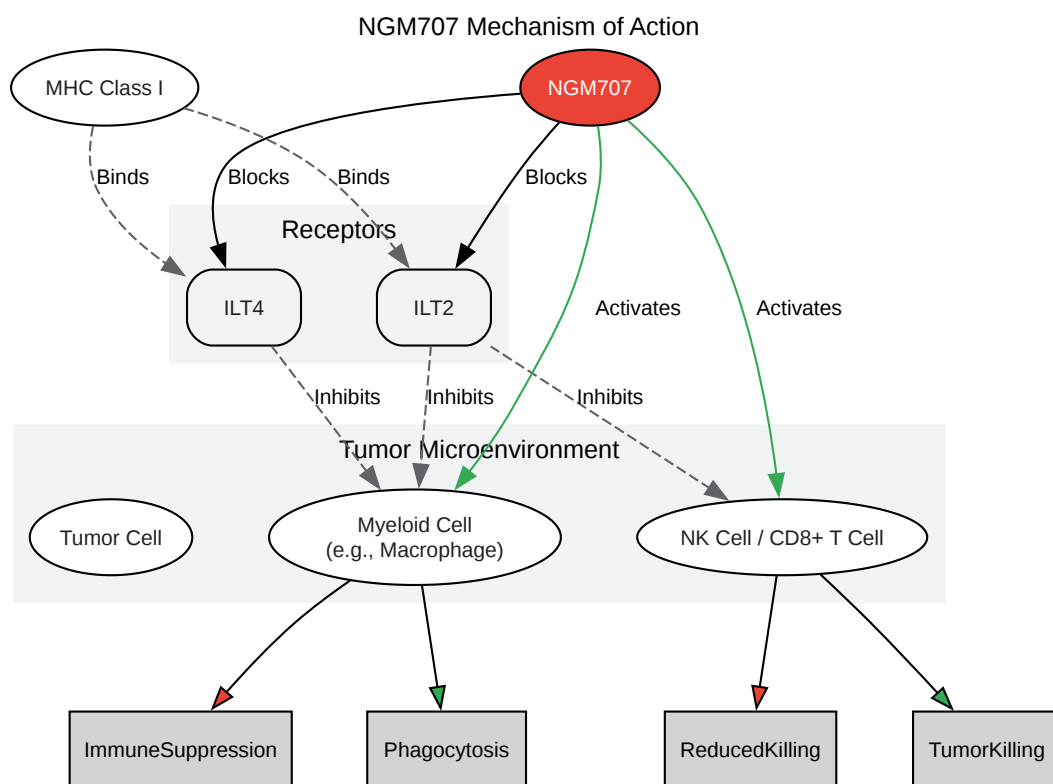 NGM707 Mechanism of Action
MHC Class I
NGM707
Binds
Blocks
Binds
Blocks
Receptors
ILT4
ILT2
Activates
Activates
Inhibits
Inhibits
Inhibits
Tumor Microenvironment
Tumor Cell
Myeloid Cell
(e.g., Macrophage)
NK Cell / CD8+ T Cell
ImmuneSuppression
Phagocytosis
ReducedKilling
TumorKilling